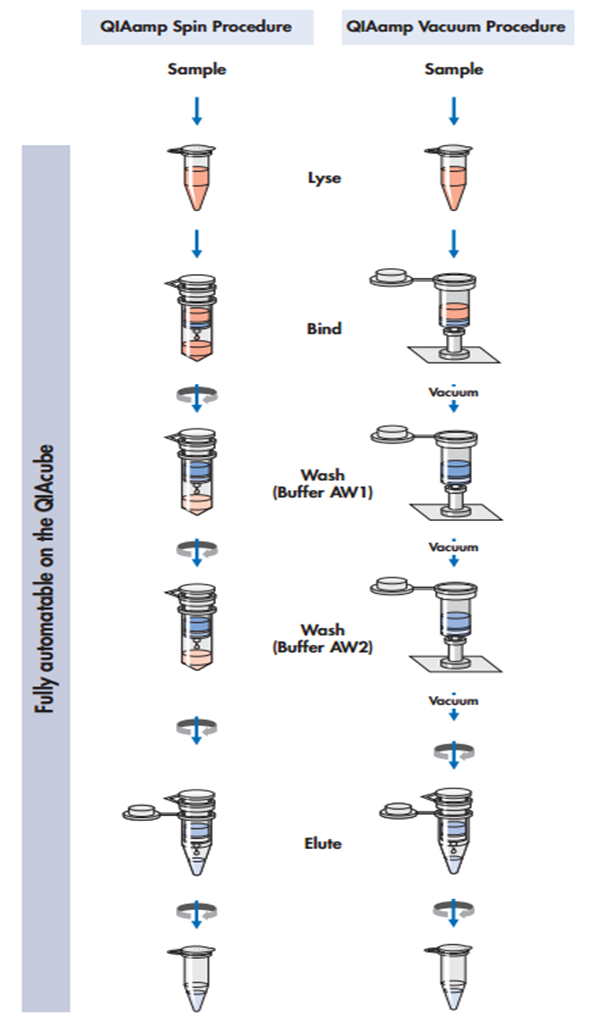 QIAamp Spin Procedure
QIAamp Vacuum Procedure
Sample
Sample
Lyse
Bind
Vacuum
Wash
(Buffer AW1)
Vacuum
Wash
(Buffer AW2)
Vacuum
Elute
Fully automatable on the QIAcube